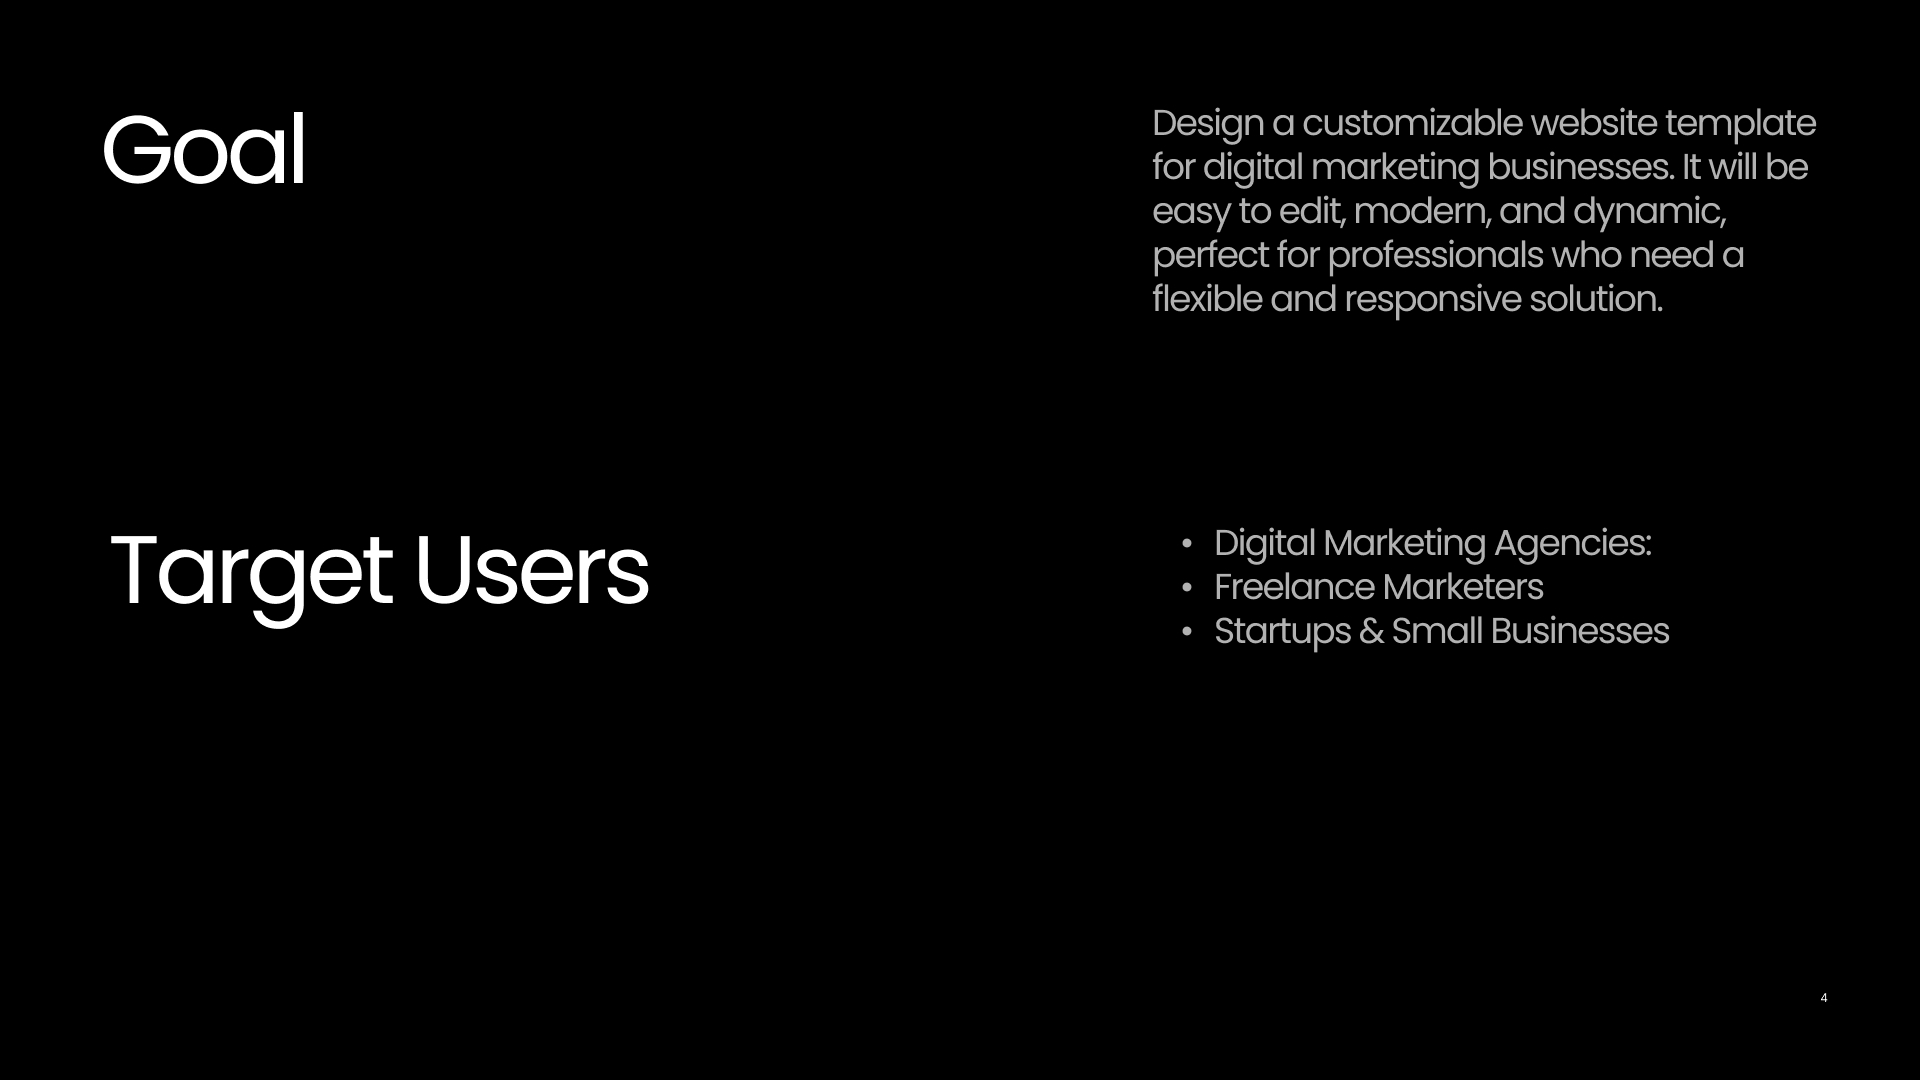 Goal
Design a customizable website template
for digital marketing businesses. It will be
easy to edit, modern, and dynamic,
perfect for professionals who need a
flexible and responsive solution.
Target Users
• Digital Marketing Agencies:
• Freelance Marketers
• Startups & Small Businesses
4